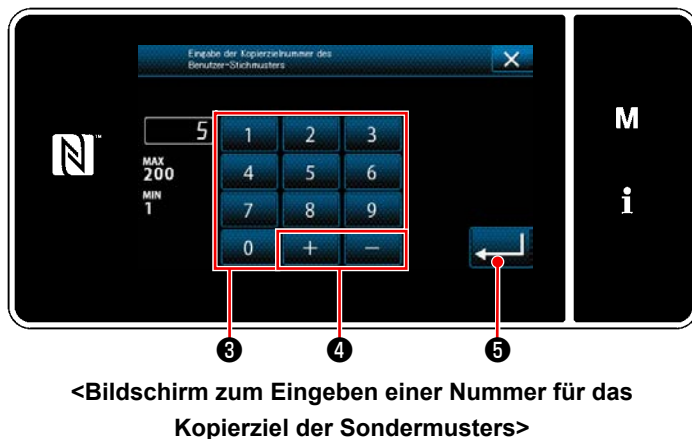 Eingabe der Kopierzielnummer des
Benutzer-Stichmusters
5
1 2 3
MAX
200
4 5 6
MIN
1
7 8 9
0 + −
M
i
❸ ❹ ❺
<Bildschirm zum Eingeben einer Nummer für das
Kopierziel der Sondermusters>